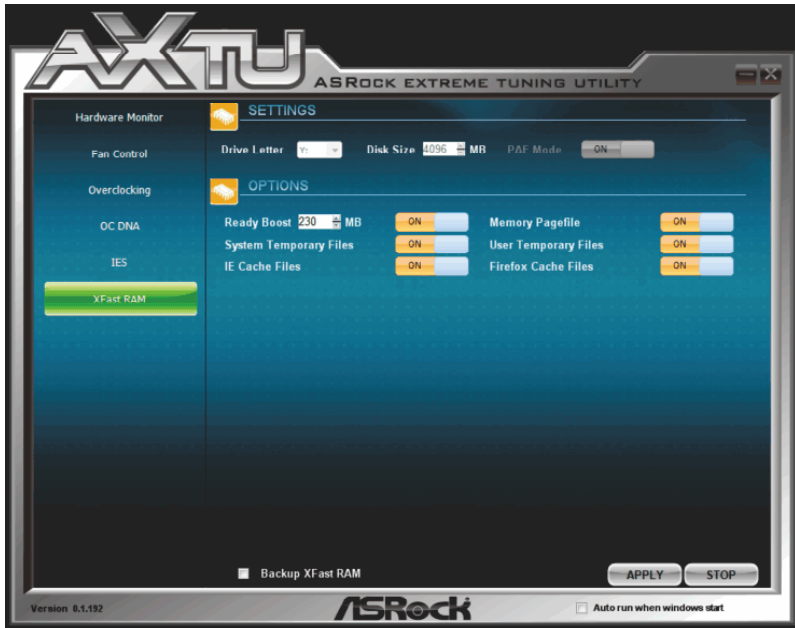 AXTU
ASRock EXTREME TUNING UTILITY
Hardware Monitor
Fan Control
Overclocking
OC DNA
IES
XFast RAM
SETTINGS
Drive Letter Y: Disk Size 4096 MB PAE Mode ON
OPTIONS
Ready Boost 230 MB ON Memory Pagefile ON
System Temporary Files ON User Temporary Files ON
IE Cache Files ON Firefox Cache Files ON
Backup XFast RAM
APPLY STOP
Version 0.1.192 ASRock Auto run when windows start